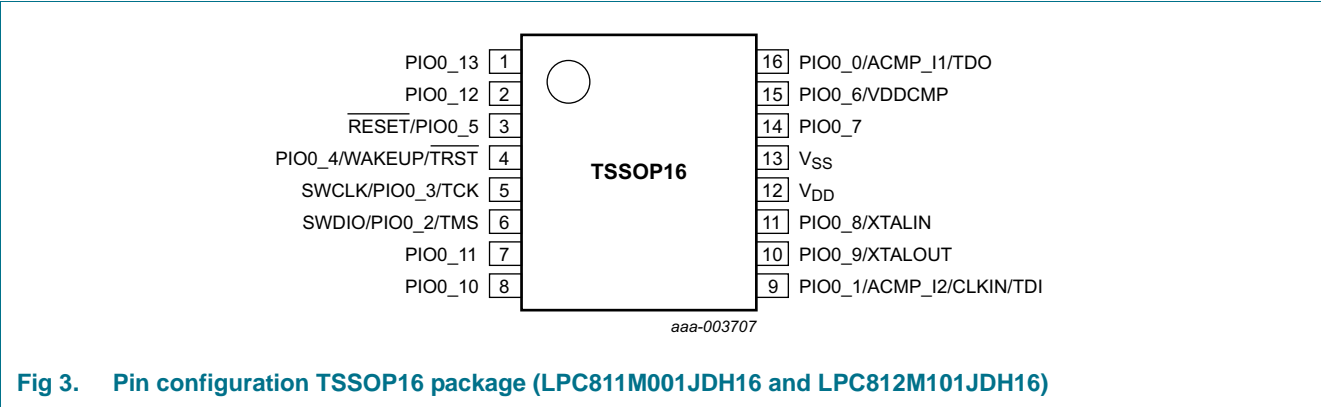 PIO0_13 1
PIO0_12 2
RESET/PIO0_5 3
PIO0_4/WAKEUP/TRST 4
SWCLK/PIO0_3/TCK 5
SWDIO/PIO0_2/TMS 6
PIO0_11 7
PIO0_10 8
TSSOP16
16 PIO0_0/ACMP_I1/TDO
15 PIO0_6/VDDCMP
14 PIO0_7
13 VSS
12 VDD
11 PIO0_8/XTALIN
10 PIO0_9/XTALOUT
9 PIO0_1/ACMP_I2/CLKIN/TDI
aaa-003707
Fig 3. Pin configuration TSSOP16 package (LPC811M001JDH16 and LPC812M101JDH16)